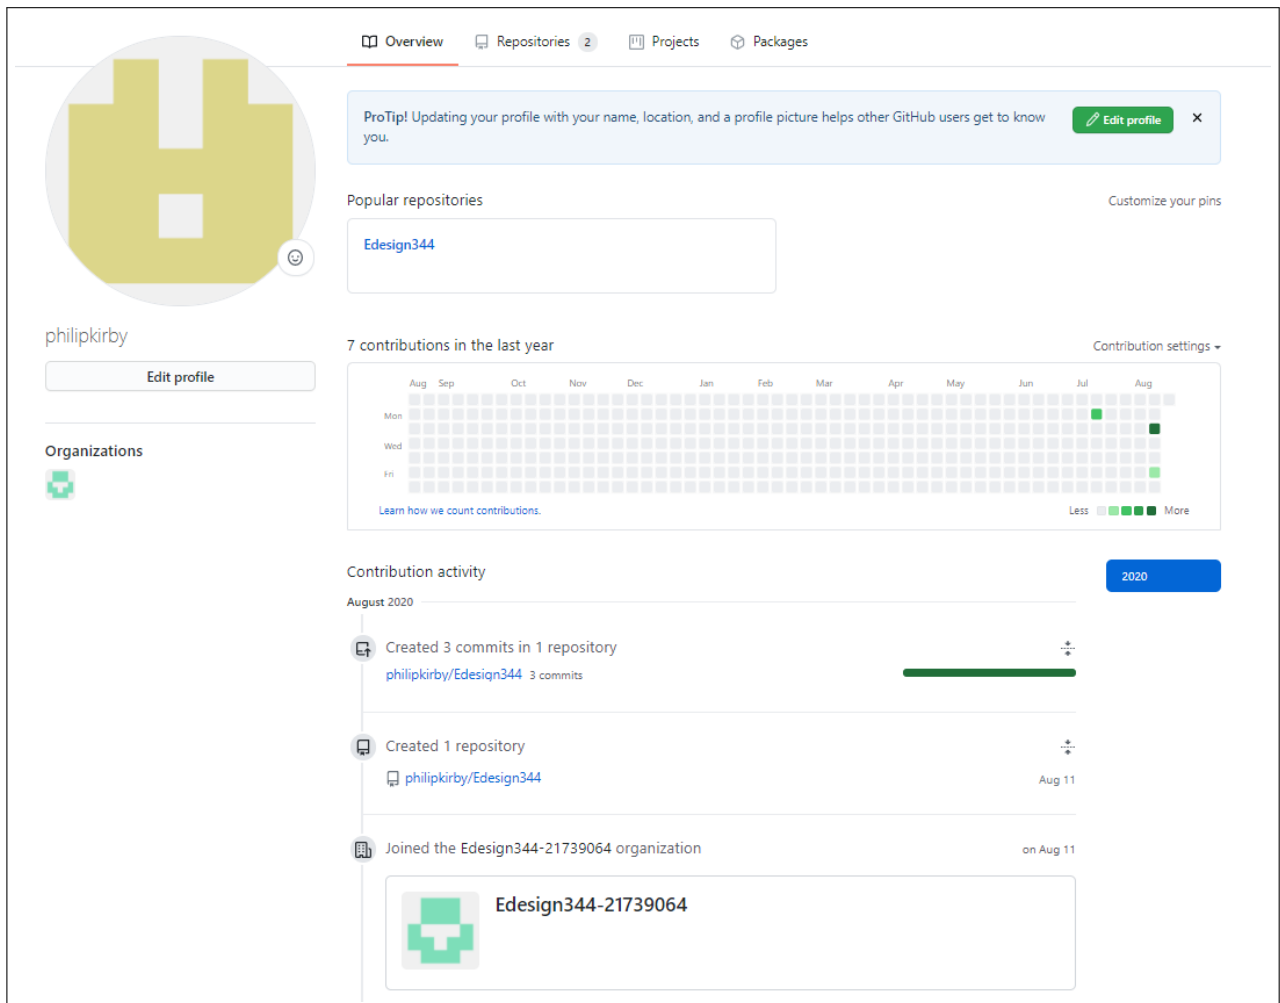 Overview
Repositories 2
Projects
Packages
ProTip! Updating your profile with your name, location, and a profile picture helps other GitHub users get to know
you.
Edit profile
Popular repositories
Customize your pins
Edesign344
philipkirby
Edit profile
Organizations
7 contributions in the last year
Contribution settings
Aug Sep Oct Nov Dec Jan Feb Mar Apr May Jun Jul Aug
Mon
Wed
Fri
Learn how we count contributions.
Less More
Contribution activity
2020
August 2020
Created 3 commits in 1 repository
philipkirby/Edesign344 3 commits
Created 1 repository
philipkirby/Edesign344 Aug 11
Joined the Edesign344-21739064 organization on Aug 11
Edesign344-21739064